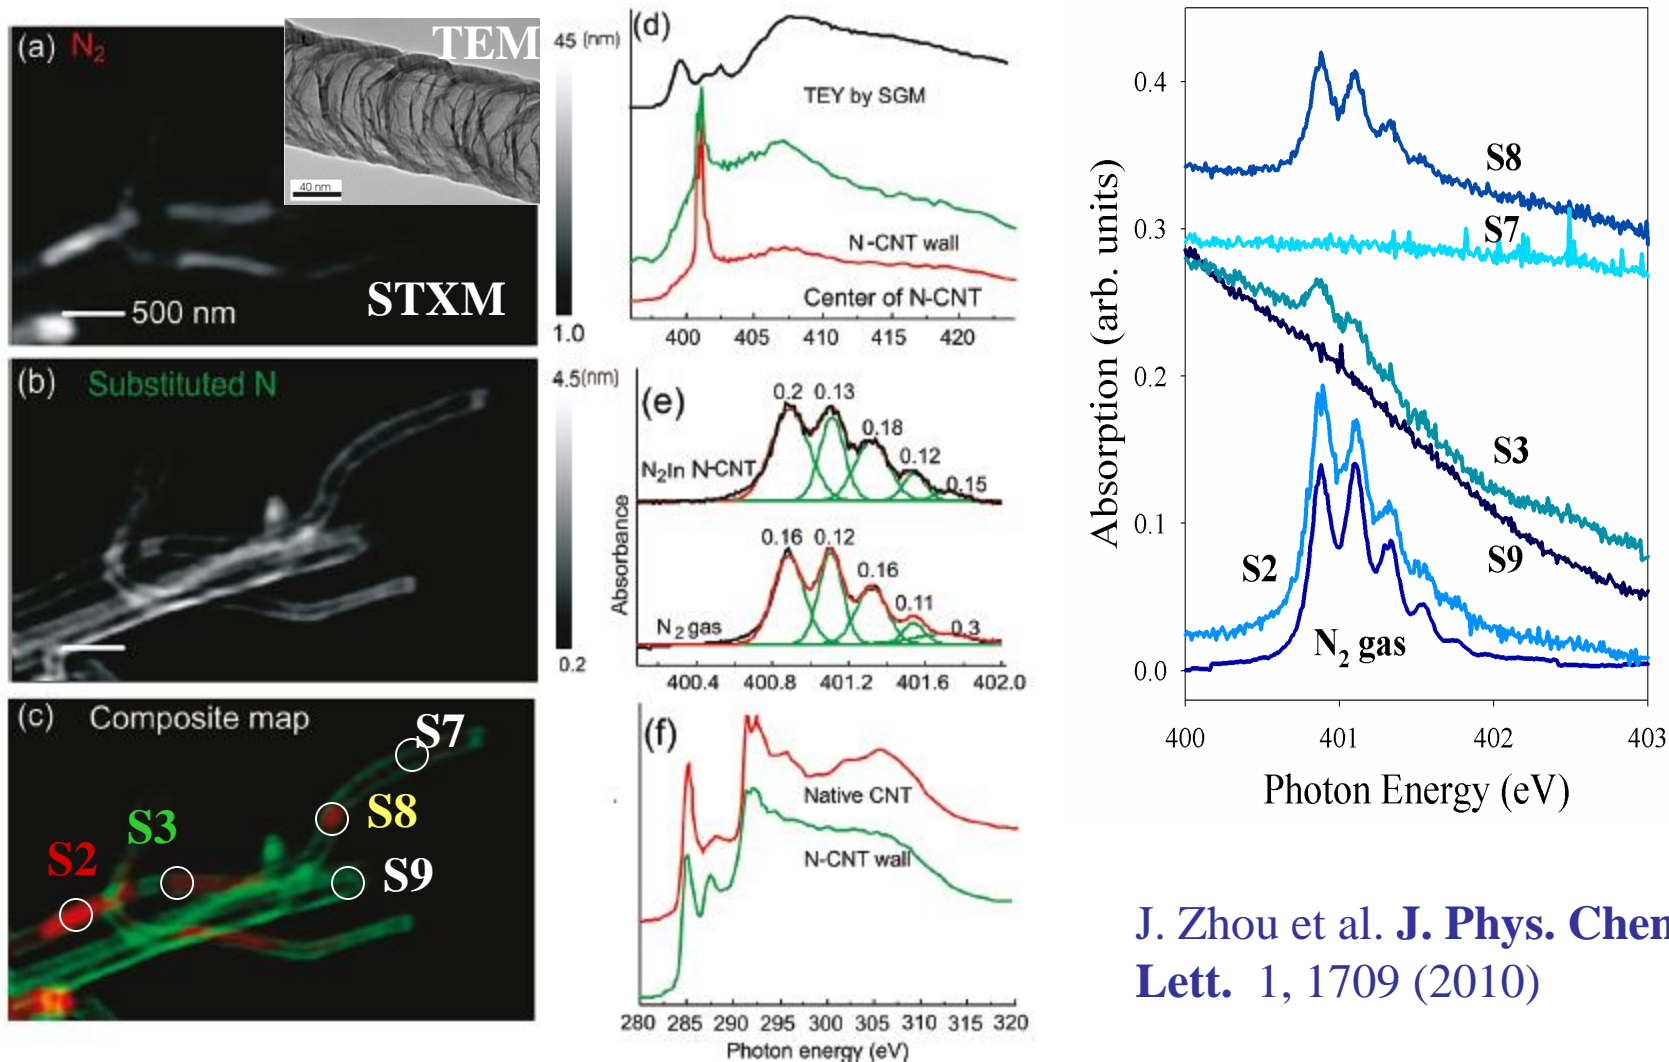 (a) N2
TEM
40 nm
500 nm
STXM
45 (nm)
1.0
(b) Substituted N
4.5(nm)
0.2
(c) Composite map
S7
S8
S3
S2
S9
(d)
TEY by SGM
N-CNT wall
Center of N-CNT
400 405 410 415 420
(e)
0.2 0.13
0.18
0.12
0.15
N2In N-CNT
0.16 0.12
0.16
0.11
0.3
N2 gas
Absorbance
400.4 400.8 401.2 401.6 402.0
(f)
Native CNT
N-CNT wall
280 285 290 295 300 305 310 315 320
Photon energy (eV)
Absorption (arb. units)
0.4
0.3
0.2
0.1
0.0
S8
S7
S3
S9
S2
N2 gas
400 401 402 403
Photon Energy (eV)
J. Zhou et al. J. Phys. Chem
Lett. 1, 1709 (2010)